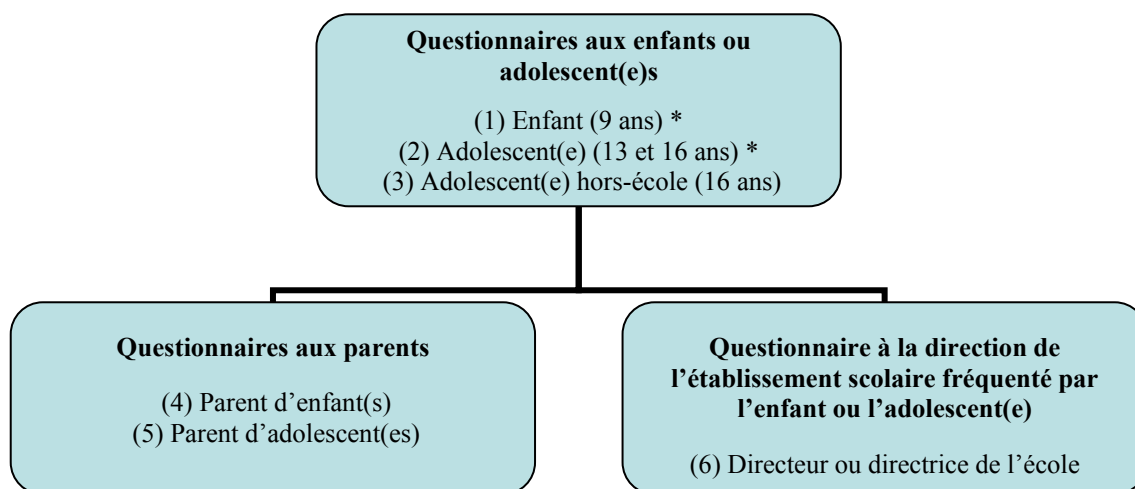 Questionnaires aux enfants ou
adolescent(e)s
(1) Enfant (9 ans) *
(2) Adolescent(e) (13 et 16 ans) *
(3) Adolescent(e) hors-école (16 ans)
Questionnaires aux parents
(4) Parent d’enfant(s)
(5) Parent d’adolescent(es)
Questionnaire à la direction de
l’établissement scolaire fréquenté par
l’enfant ou l’adolescent(e)
(6) Directeur ou directrice de l’école